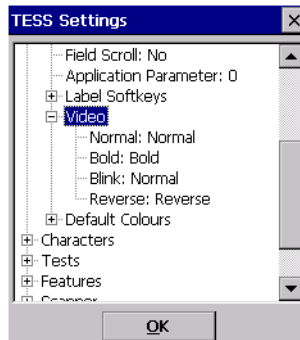 TESS Settings
Field Scroll: No
Application Parameter: 0
Label Softkeys
Video
Normal: Normal
Bold: Bold
Blink: Normal
Reverse: Reverse
Default Colours
Characters
Tests
Features
Scanner
OK